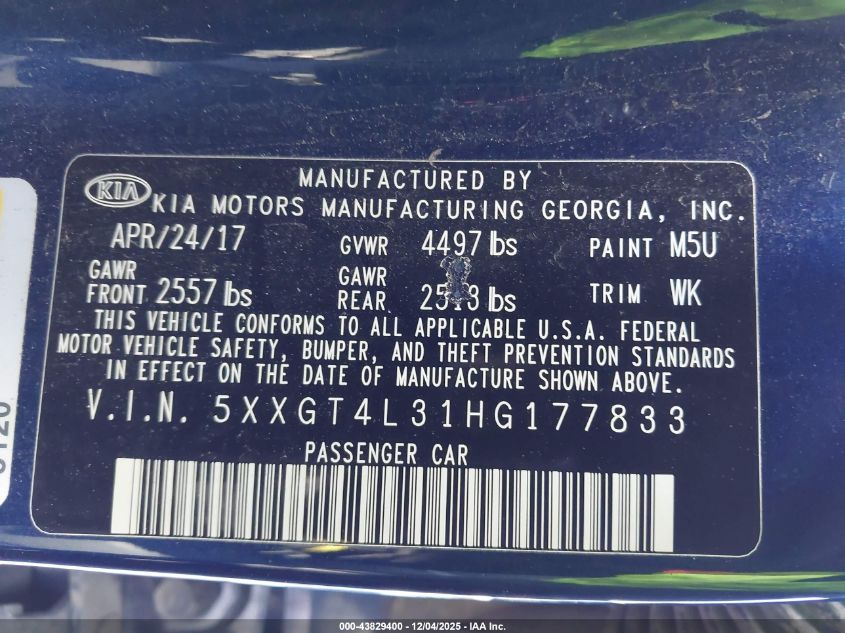 MANUFACTURED BY
KIA KIA MOTORS MANUFACTURING GEORGIA, INC.
APR/24/17 GVWR 4497 lbs PAINT M5U
GAWR FRONT 2557 lbs GAWR REAR lbs TRIM WK
THIS VEHICLE CONFORMS TO ALL APPLICABLE U.S.A. FEDERAL
MOTOR VEHICLE SAFETY, BUMPER, AND THEFT PREVENTION STANDARDS
IN EFFECT ON THE DATE OF MANUFACTURE SHOWN ABOVE.
V.I.N. 5XXGT4L31HG177833
PASSENGER CAR
000-43829400 - 12/04/2025 - IAA Inc.